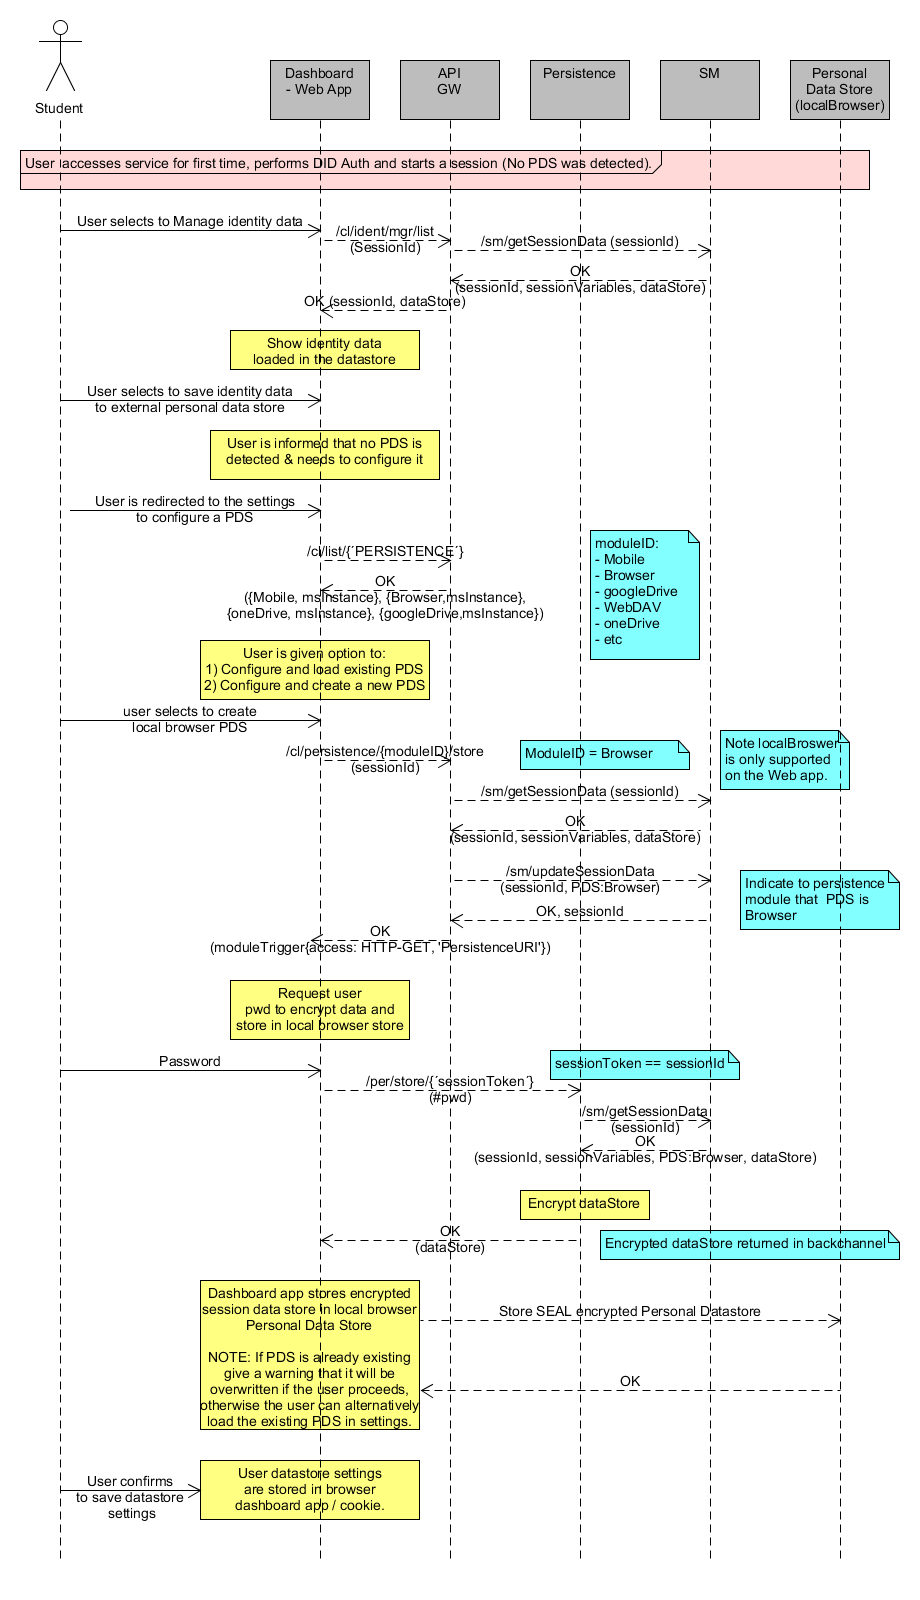 Student
Dashboard
- Web App
API
GW
Persistence
SM
Personal
Data Store
(localBrowser)
User accesses service for first time, performs DID Auth and starts a session (No PDS was detected).
User selects to Manage identity data
/cl/ident/mgr/list
(SessionId)
/sm/getSessionData (sessionId)
OK
(sessionId, sessionVariables, dataStore)
OK (sessionId, dataStore)
Show identity data
loaded in the datastore
User selects to save identity data
to external personal data store
User is informed that no PDS is
detected & needs to configure it
User is redirected to the settings
to configure a PDS
/cl/list/{´PERSISTENCE´}
OK
({Mobile, msInstance}, {Browser,msInstance},
{oneDrive, msInstance}, {googleDrive,msInstance})
moduleID:
- Mobile
- Browser
- googleDrive
- WebDAV
- oneDrive
- etc
User is given option to:
1) Configure and load existing PDS
2) Configure and create a new PDS
user selects to create
local browser PDS
/cl/persistence/{moduleID}/store
(sessionId)
ModuleID = Browser
Note localBroswer
is only supported
on the Web app.
/sm/getSessionData (sessionId)
OK
(sessionId, sessionVariables, dataStore)
/sm/updateSessionData
(sessionId, PDS:Browser)
Indicate to persistence
module that  PDS is
Browser
OK, sessionId
OK
(moduleTrigger{access: HTTP-GET, 'PersistenceURI'})
Request user
pwd to encrypt data and
store in local browser store
Password
sessionToken == sessionId
/per/store/{´sessionToken´}
(#pwd)
/sm/getSessionData
(sessionId)
OK
(sessionId, sessionVariables, PDS:Browser, dataStore)
Encrypt dataStore
OK
(dataStore)
Encrypted dataStore returned in backchannel
Dashboard app stores encrypted
session data store in local browser
Personal Data Store
NOTE: If PDS is already existing
give a warning that it will be
overwritten if the user proceeds,
otherwise the user can alternatively
load the existing PDS in settings.
Store SEAL encrypted Personal Datastore
OK
User confirms
to save datastore
settings
User datastore settings
are stored in browser
dashboard app / cookie.